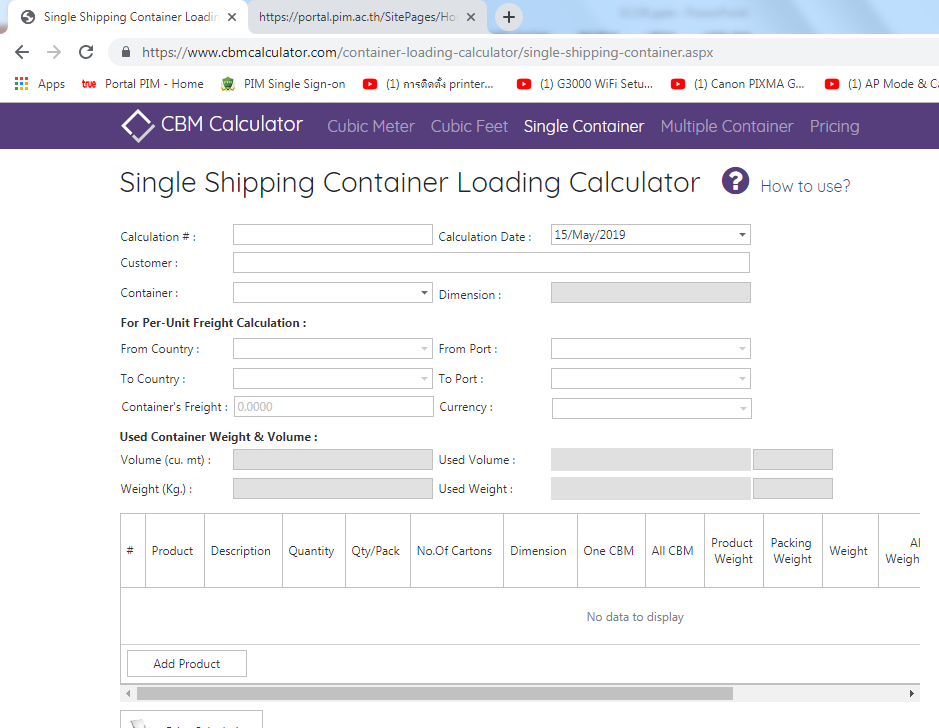 Single Shipping Container Loadin
https://portal.pim.ac.th/SitePages/Ho
https://www.cbmcalculator.com/container-loading-calculator/single-shipping-container.aspx
Apps
true Portal PIM - Home
PIM Single Sign-on
(1) การติดตั้ง printer...
(1) G3000 WiFi Setu...
(1) Canon PIXMA G...
(1) AP Mode & C
CBM Calculator
Cubic Meter
Cubic Feet
Single Container
Multiple Container
Pricing
Single Shipping Container Loading Calculator
? How to use?
Calculation # :
Calculation Date :
15/May/2019
Customer :
Container :
Dimension :
For Per-Unit Freight Calculation :
From Country :
From Port :
To Country :
To Port :
Container's Freight :
0.0000
Currency :
Used Container Weight & Volume :
Volume (cu. mt) :
Used Volume :
Weight (Kg.) :
Used Weight :
#
Product
Description
Quantity
Qty/Pack
No.Of Cartons
Dimension
One CBM
All CBM
Product
Weight
Packing
Weight
Weight
Al
Weigh
No data to display
Add Product